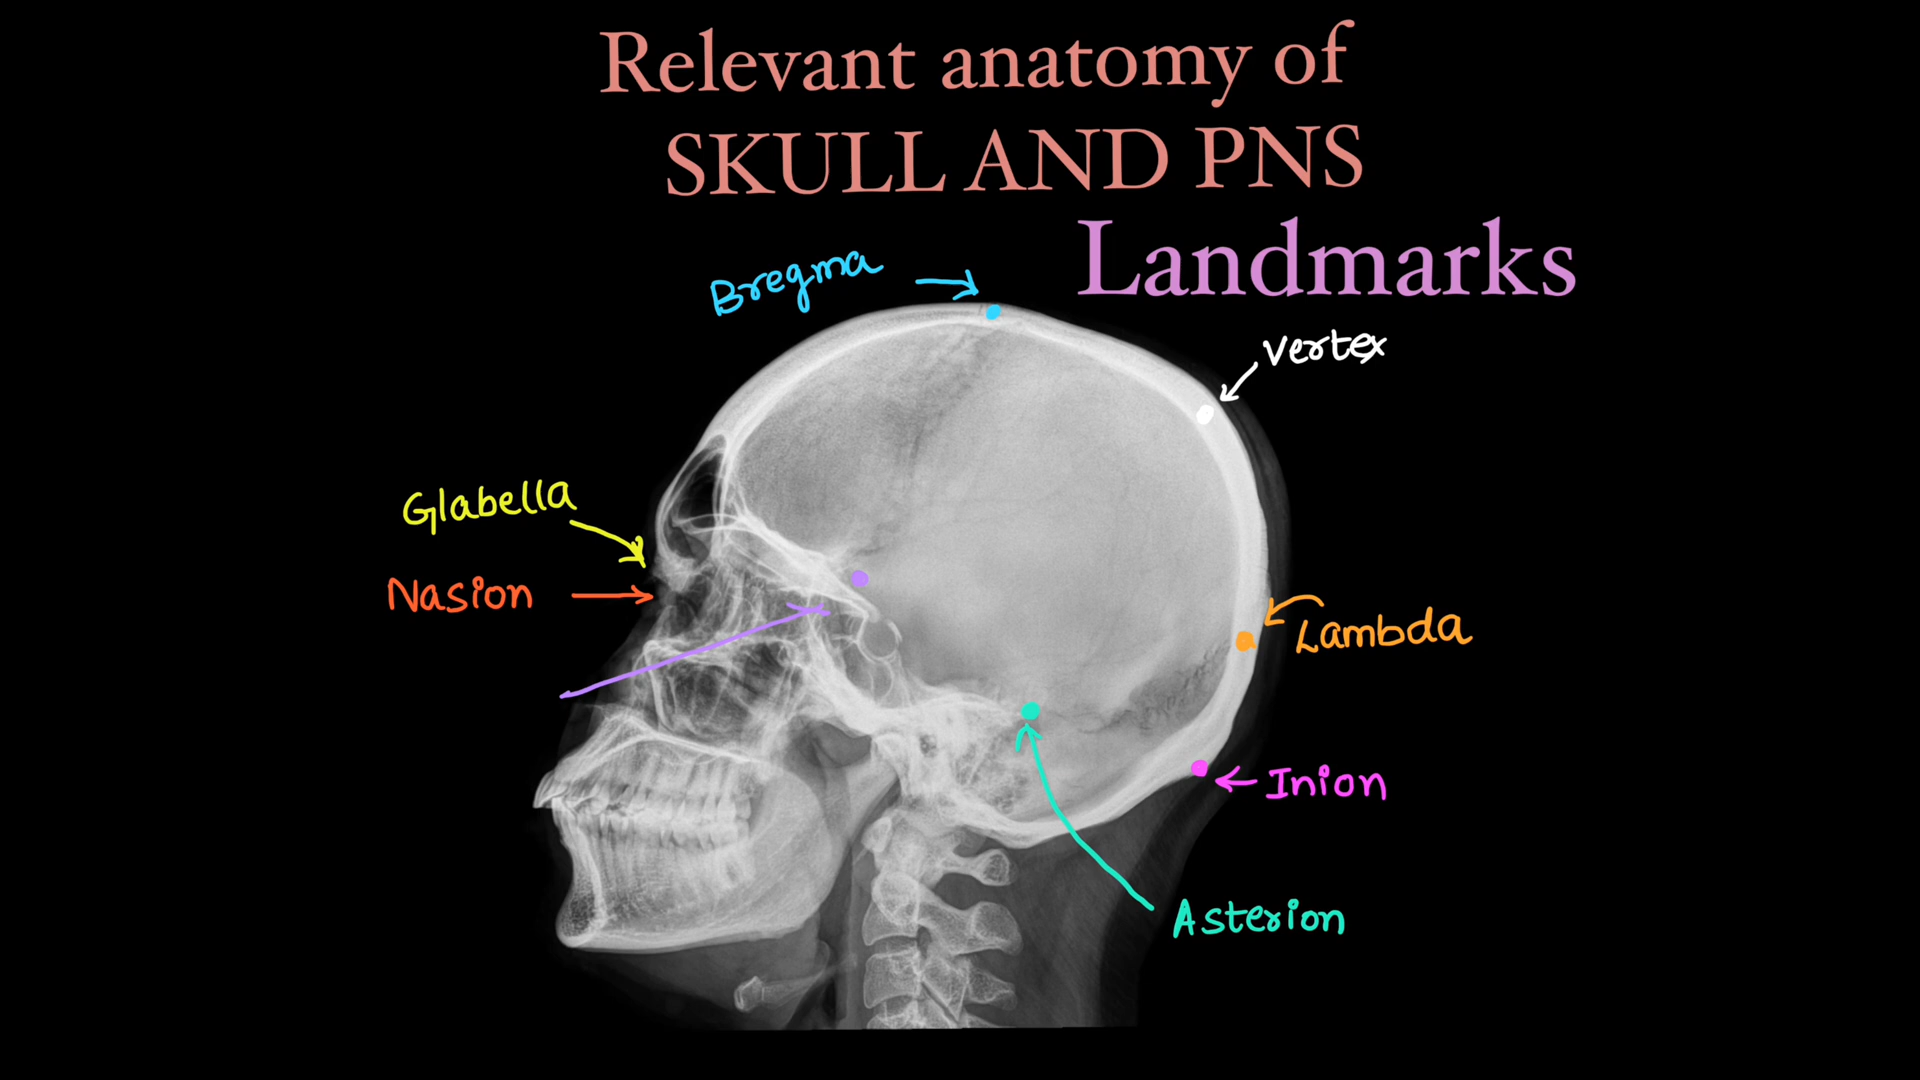 Relevant anatomy of
SKULL AND PNS
Landmarks
Bregma
Vertex
Glabella
Nasion
Lambda
Inion
Asterion